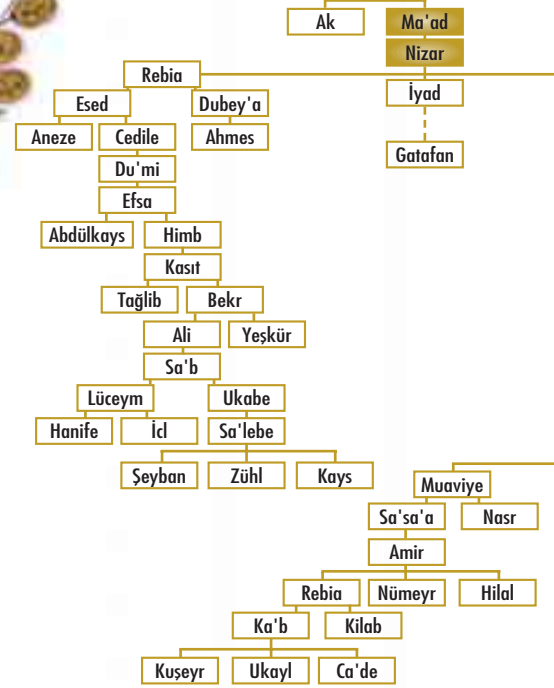 Ak Ma'ad
Nizar
Rebia
İyad
Esed Dubey'a
Aneze Cedile Ahmes
Gatafan
Du'mi
Efsa
Abdülkays Himb
Kasıt
Tağlib Bekr
Ali Yeşkür
Sa'b
Lüceym Ukabe
Hanife İcl Sa'lebe
Şeyban Zühl Kays
Muaviye
Sa'sa'a Nasr
Amir
Rebia Nümeyr Hilal
Ka'b Kilab
Kuşeyr Ukayl Ca'de